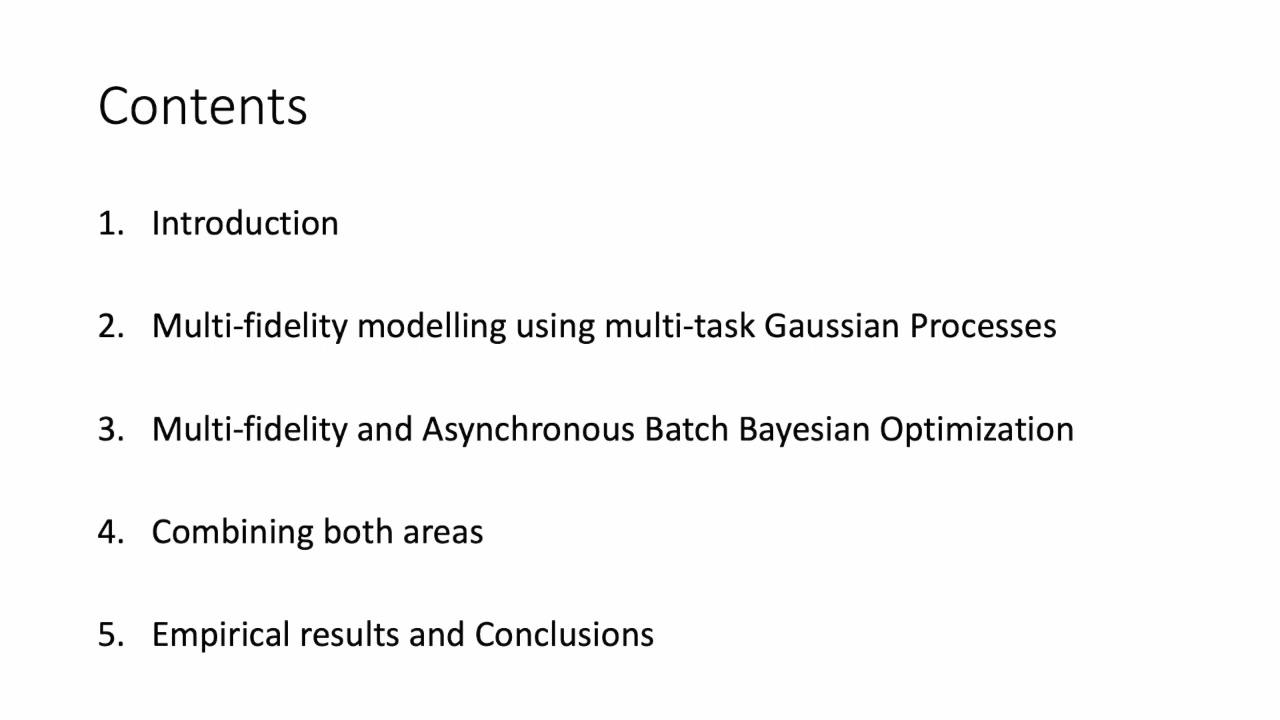 Contents
1. Introduction
2. Multi-fidelity modelling using multi-task Gaussian Processes
3. Multi-fidelity and Asynchronous Batch Bayesian Optimization
4. Combining both areas
5. Empirical results and Conclusions